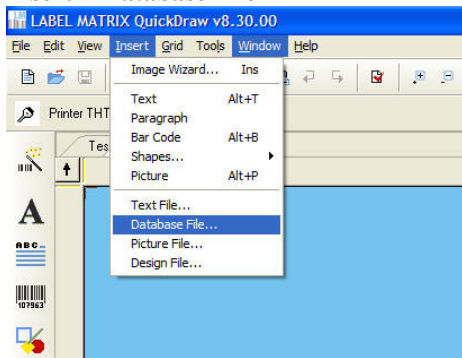 LABEL MATRIX QuickDraw v8.30.00
File Edit View Insert Grid Tools Window Help
Image Wizard... Ins
Printer THT
Text Alt+T
Paragraph
Bar Code Alt+B
Tes
Shapes...
Picture Alt+P
Text File...
A
Database File...
Picture File...
ABC
Design File...
107963